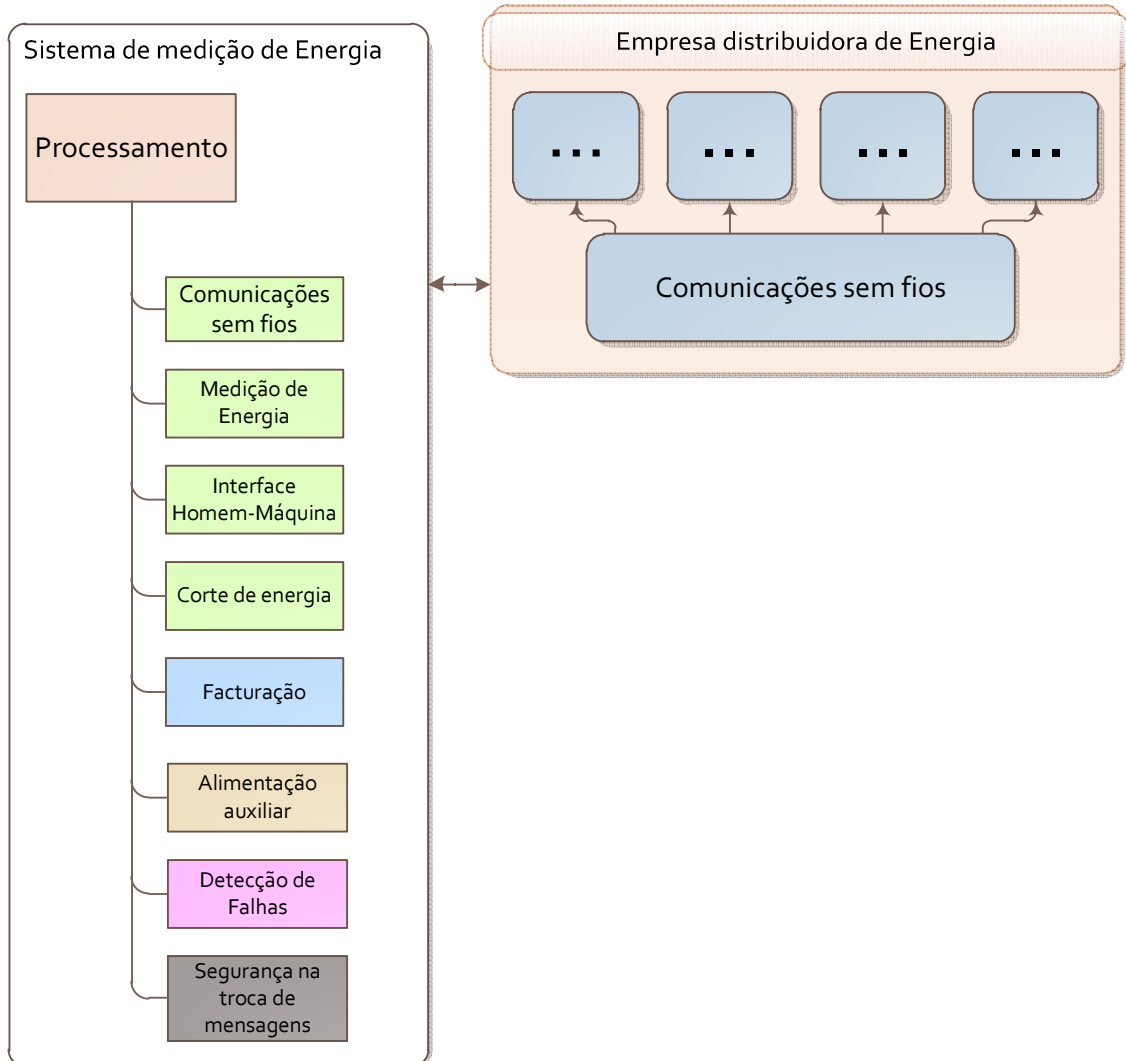 Sistema de medição de Energia
Processamento
Comunicações
sem fios
Medição de
Energia
Interface
Homem-Máquina
Corte de energia
Facturação
Alimentação
auxiliar
Detecção de
Falhas
Segurança na
troca de
mensagens
Empresa distribuidora de Energia
... ... ... ...
Comunicações sem fios